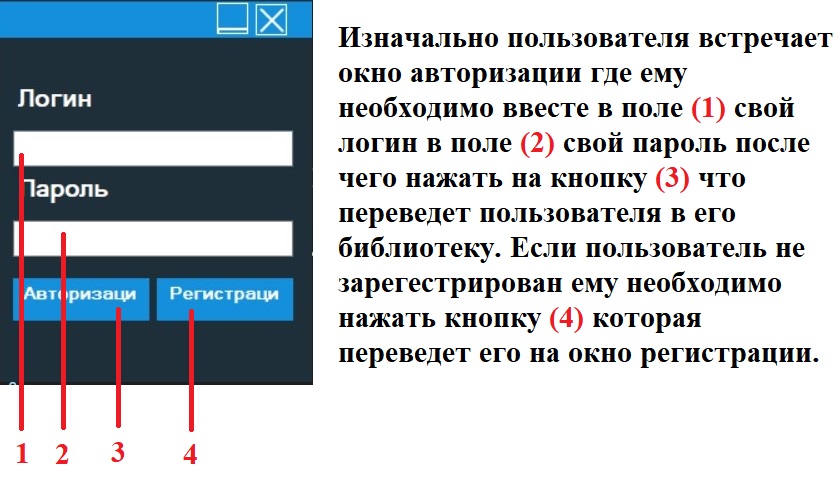 Логин
Пароль
Авторизаци
Регистраци
1
2
3
4
Изначально пользователя встречает
окно авторизации где ему
необходимо ввесте в поле (1) свой
логин в поле (2) свой пароль после
чего нажать на кнопку (3) что
переведет пользователя в его
библиотеку. Если пользователь не
зарегестрирован ему необходимо
нажать кнопку (4) которая
переведет его на окно регистрации.